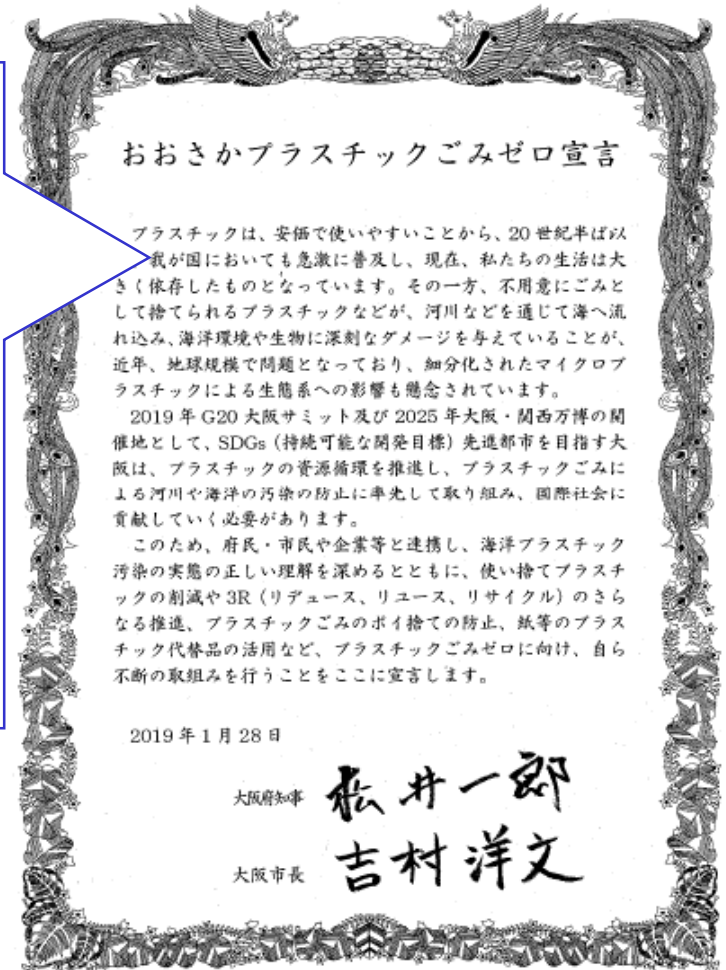 おおさかプラスチックごみゼロ宣言
プラスチックは、安価で使いやすいことから、20世紀半ば以
我が国においても急激に普及し、現在、私たちの生活は大
きく依存したものとなっています。その一方、不用意にごみと
して捨てられるプラスチックなどが、河川などを通じて海へ流
れ込み、海洋環境や生物に深刻なダメージを与えていることが、
近年、地球規模で問題となっており、細分化されたマイクロプ
ラスチックによる生態系への影響も懸念されています。
2019年G20大阪サミット及び2025年大阪・関西万博の開
催地として、SDGs（持続可能な開発目標）先進都市を目指す大
阪は、プラスチックの資源循環を推進し、プラスチックごみに
よる河川や海洋の汚染の防止に率先して取り組み、国際社会に
貢献していく必要があります。
このため、府民・市民や企業等と連携し、海洋プラスチック
汚染の実態の正しい理解を深めるとともに、使い捨てプラスチ
ックの削減や3R（リデュース、リユース、リサイクル）のさら
なる推進、プラスチックごみのポイ捨ての防止、紙等のプラス
チック代替品の活用など、プラスチックごみゼロに向け、自ら
不断の取組みを行うことをここに宣言します。
2019年1月28日
大阪府知事 松井一郎
大阪市長 吉村洋文